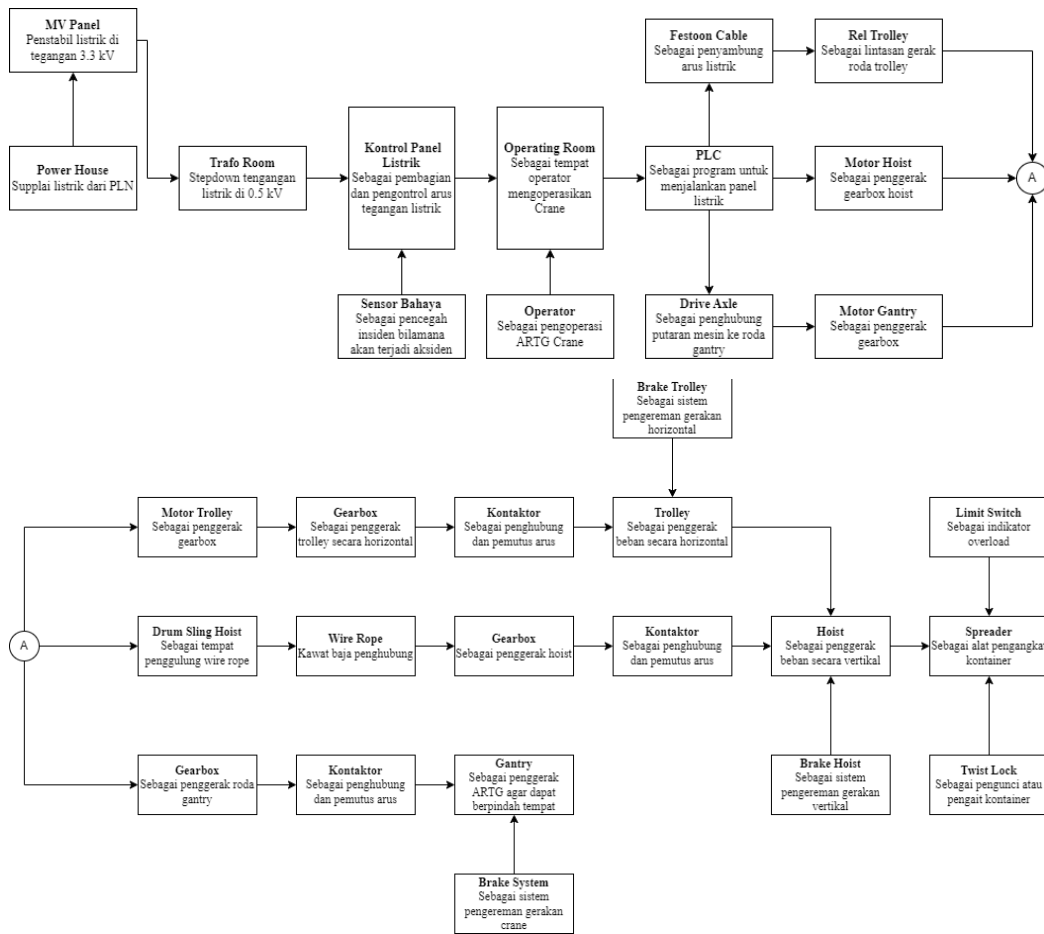 MV Panel
Penstabil listrik di
tegangan 3.3 kV
Power House
Supplai listrik dari PLN
Trafo Room
Stepdown tegangan
listrik di 0.5 kV
Kontrol Panel
Listrik
Sebagai pembagian
dan pengontrol arus
tegangan listrik
Sensor Bahaya
Sebagai pencegah
insiden bilamana
akan terjadi aksiden
Operating Room
Sebagai tempat
operator
mengoperasikan
Crane
Operator
Sebagai pengoperasi
ARTG Crane
Festoon Cable
Sebagai penyambung
arus listrik
PLC
Sebagai program untuk
menjalankan panel
listrik
Drive Axle
Sebagai penghubung
putaran mesin ke roda
gantry
Rel Trolley
Sebagai lintasan gerak
roda trolley
Motor Hoist
Sebagai penggerak
gearbox hoist
Motor Gantry
Sebagai penggerak
gearbox
A
Brake Trolley
Sebagai sistem
pengereman gerakan
horizontal
A
Motor Trolley
Sebagai penggerak
gearbox
Gearbox
Sebagai penggerak
trolley secara horizontal
Kontaktor
Sebagai penghubung
dan pemutus arus
Trolley
Sebagai penggerak
beban secara horizontal
Limit Switch
Sebagai indikator
overload
Drum Sling Hoist
Sebagai tempat
penggulung wire rope
Wire Rope
Kawat baja penghubung
Gearbox
Sebagai penggerak hoist
Kontaktor
Sebagai penghubung
dan pemutus arus
Hoist
Sebagai penggerak
beban secara vertikal
Spreader
Sebagai alat pengangkat
kontainer
Gearbox
Sebagai penggerak roda
gantry
Kontaktor
Sebagai penghubung
dan pemutus arus
Gantry
Sebagai penggerak
ARTG agar dapat
berpindah tempat
Brake Hoist
Sebagai sistem
pengereman gerakan
vertikal
Twist Lock
Sebagai pengunci atau
pengait kontainer
Brake System
Sebagai sistem
pengereman gerakan
crane